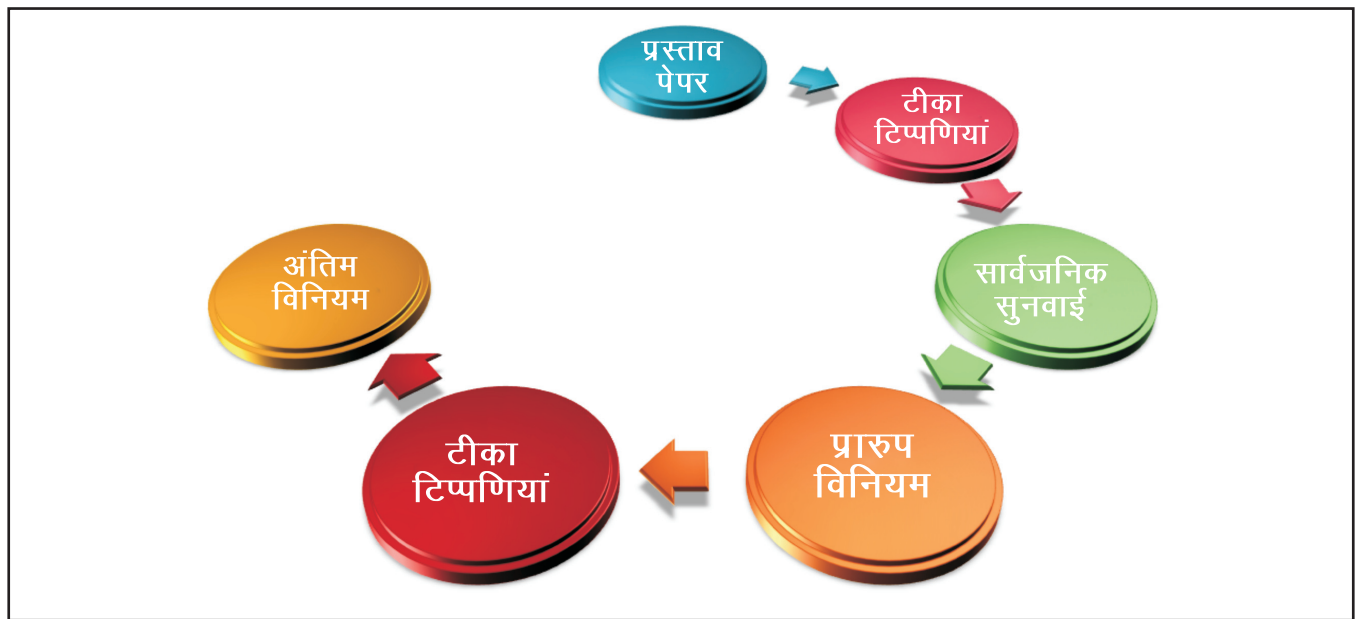 प्रस्ताव
पेपर
टीका
टिप्पणियां
सार्वजनिक
सुनवाई
प्रारुप
विनियम
टीका
टिप्पणियां
अंतिम
विनियम